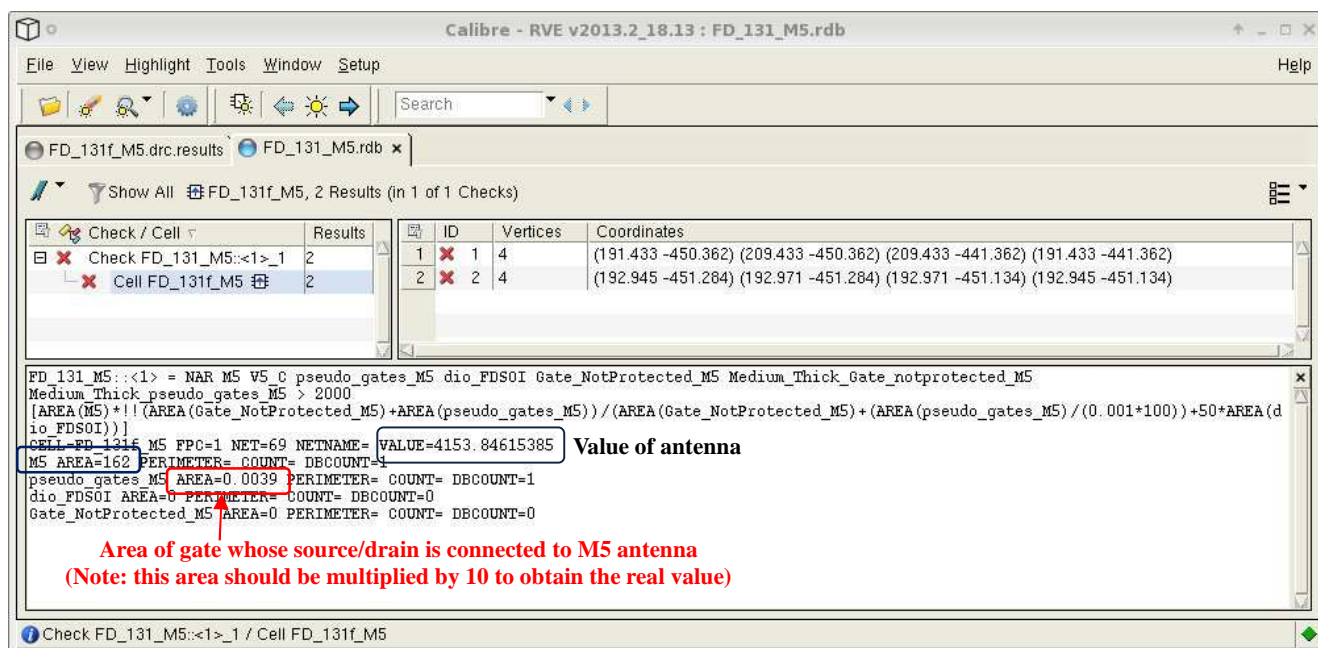 Calibre - RVE v2013.2_18.13 : FD_131_M5.rdb
File View Highlight Tools Window Setup Help
Search
FD_131f_M5.drc.results FD_131_M5.rdb
Show All FD_131f_M5, 2 Results (in 1 of 1 Checks)
Check / Cell Results
Check FD_131_M5::<1>_1 2
Cell FD_131f_M5 2
ID Vertices Coordinates
1 1 4 (191.433 -450.362) (209.433 -450.362) (209.433 -441.362) (191.433 -441.362)
2 2 4 (192.945 -451.284) (192.971 -451.284) (192.971 -451.134) (192.945 -451.134)
FD_131_M5::<1> = NAR M5 V5_C pseudo_gates_M5 dio_FDSOI Gate_NotProtected_M5 Medium_Thick_Gate_notprotected_M5
Medium_Thick_pseudo_gates_M5 > 2000
[AREA(M5)*!!(AREA(Gate_NotProtected_M5)+AREA(pseudo_gates_M5))/(AREA(Gate_NotProtected_M5)+(AREA(pseudo_gates_M5)/(0.001*100))+50*AREA(d
io_FDSOI))]
CELL=FD_131f_M5 FPC=1 NET=69 NETNAME= VALUE=4153.84615385 Value of antenna
M5 AREA=162 PERIMETER= COUNT= DBCOUNT=1
pseudo_gates_M5 AREA=0.0039 PERIMETER= COUNT= DBCOUNT=1
dio_FDSOI AREA=0 PERIMETER= COUNT= DBCOUNT=0
Gate_NotProtected_M5 AREA=0 PERIMETER= COUNT= DBCOUNT=0
Area of gate whose source/drain is connected to M5 antenna
(Note: this area should be multiplied by 10 to obtain the real value)
Check FD_131_M5::<1>_1 / Cell FD_131f_M5